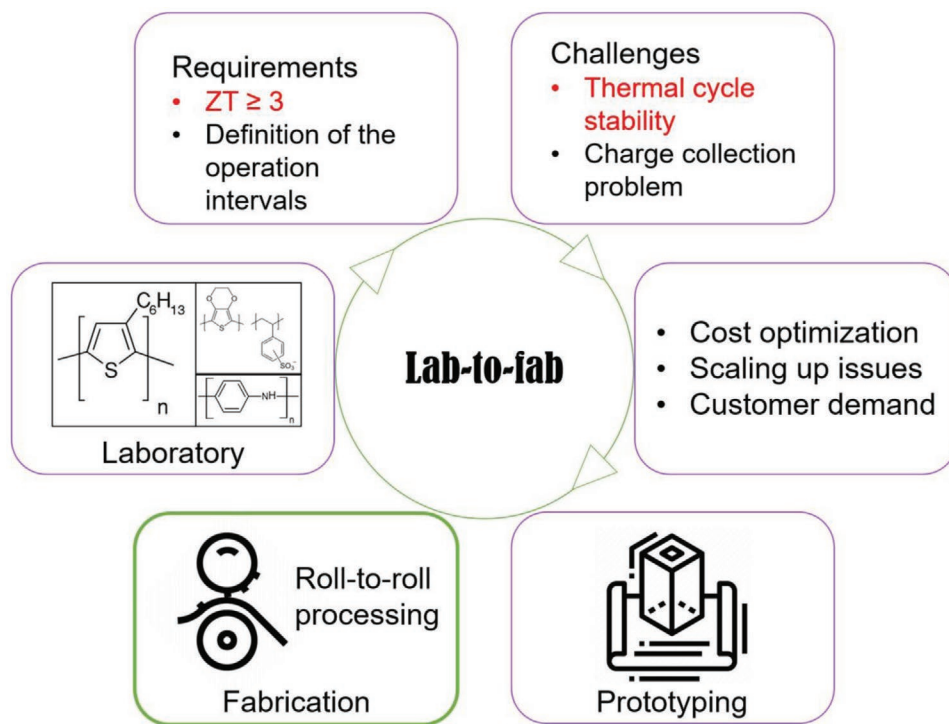 Requirements
• ZT ≥ 3
• Definition of the
operation
intervals
Challenges
• Thermal cycle
stability
• Charge collection
problem
C₆H₁₃
S
n
O
O
S
SO₃⁻
NH
n
Laboratory
Lab-to-fab
• Cost optimization
• Scaling up issues
• Customer demand
Roll-to-roll
processing
Fabrication
Prototyping